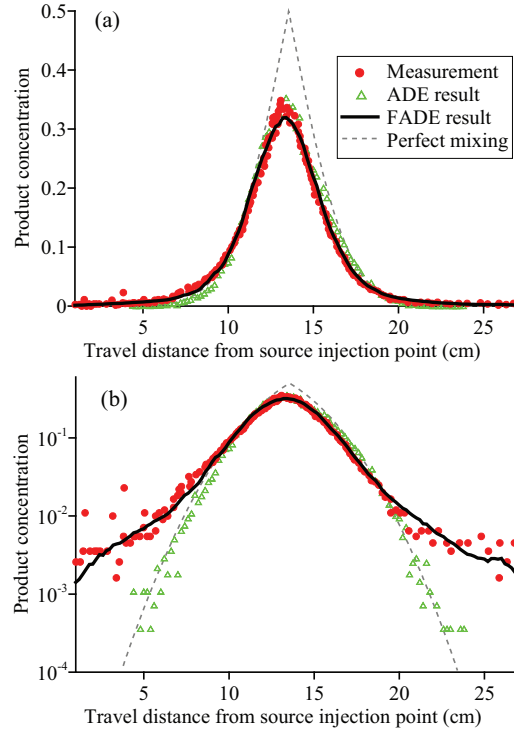 (a)
0.5
0.4
0.3
0.2
0.1
0
Product concentration
Measurement
ADE result
FADE result
Perfect mixing
5
10
15
20
25
Travel distance from source injection point (cm)
(b)
10-1
10-2
10-3
10-4
Product concentration
5
10
15
20
25
Travel distance from source injection point (cm)